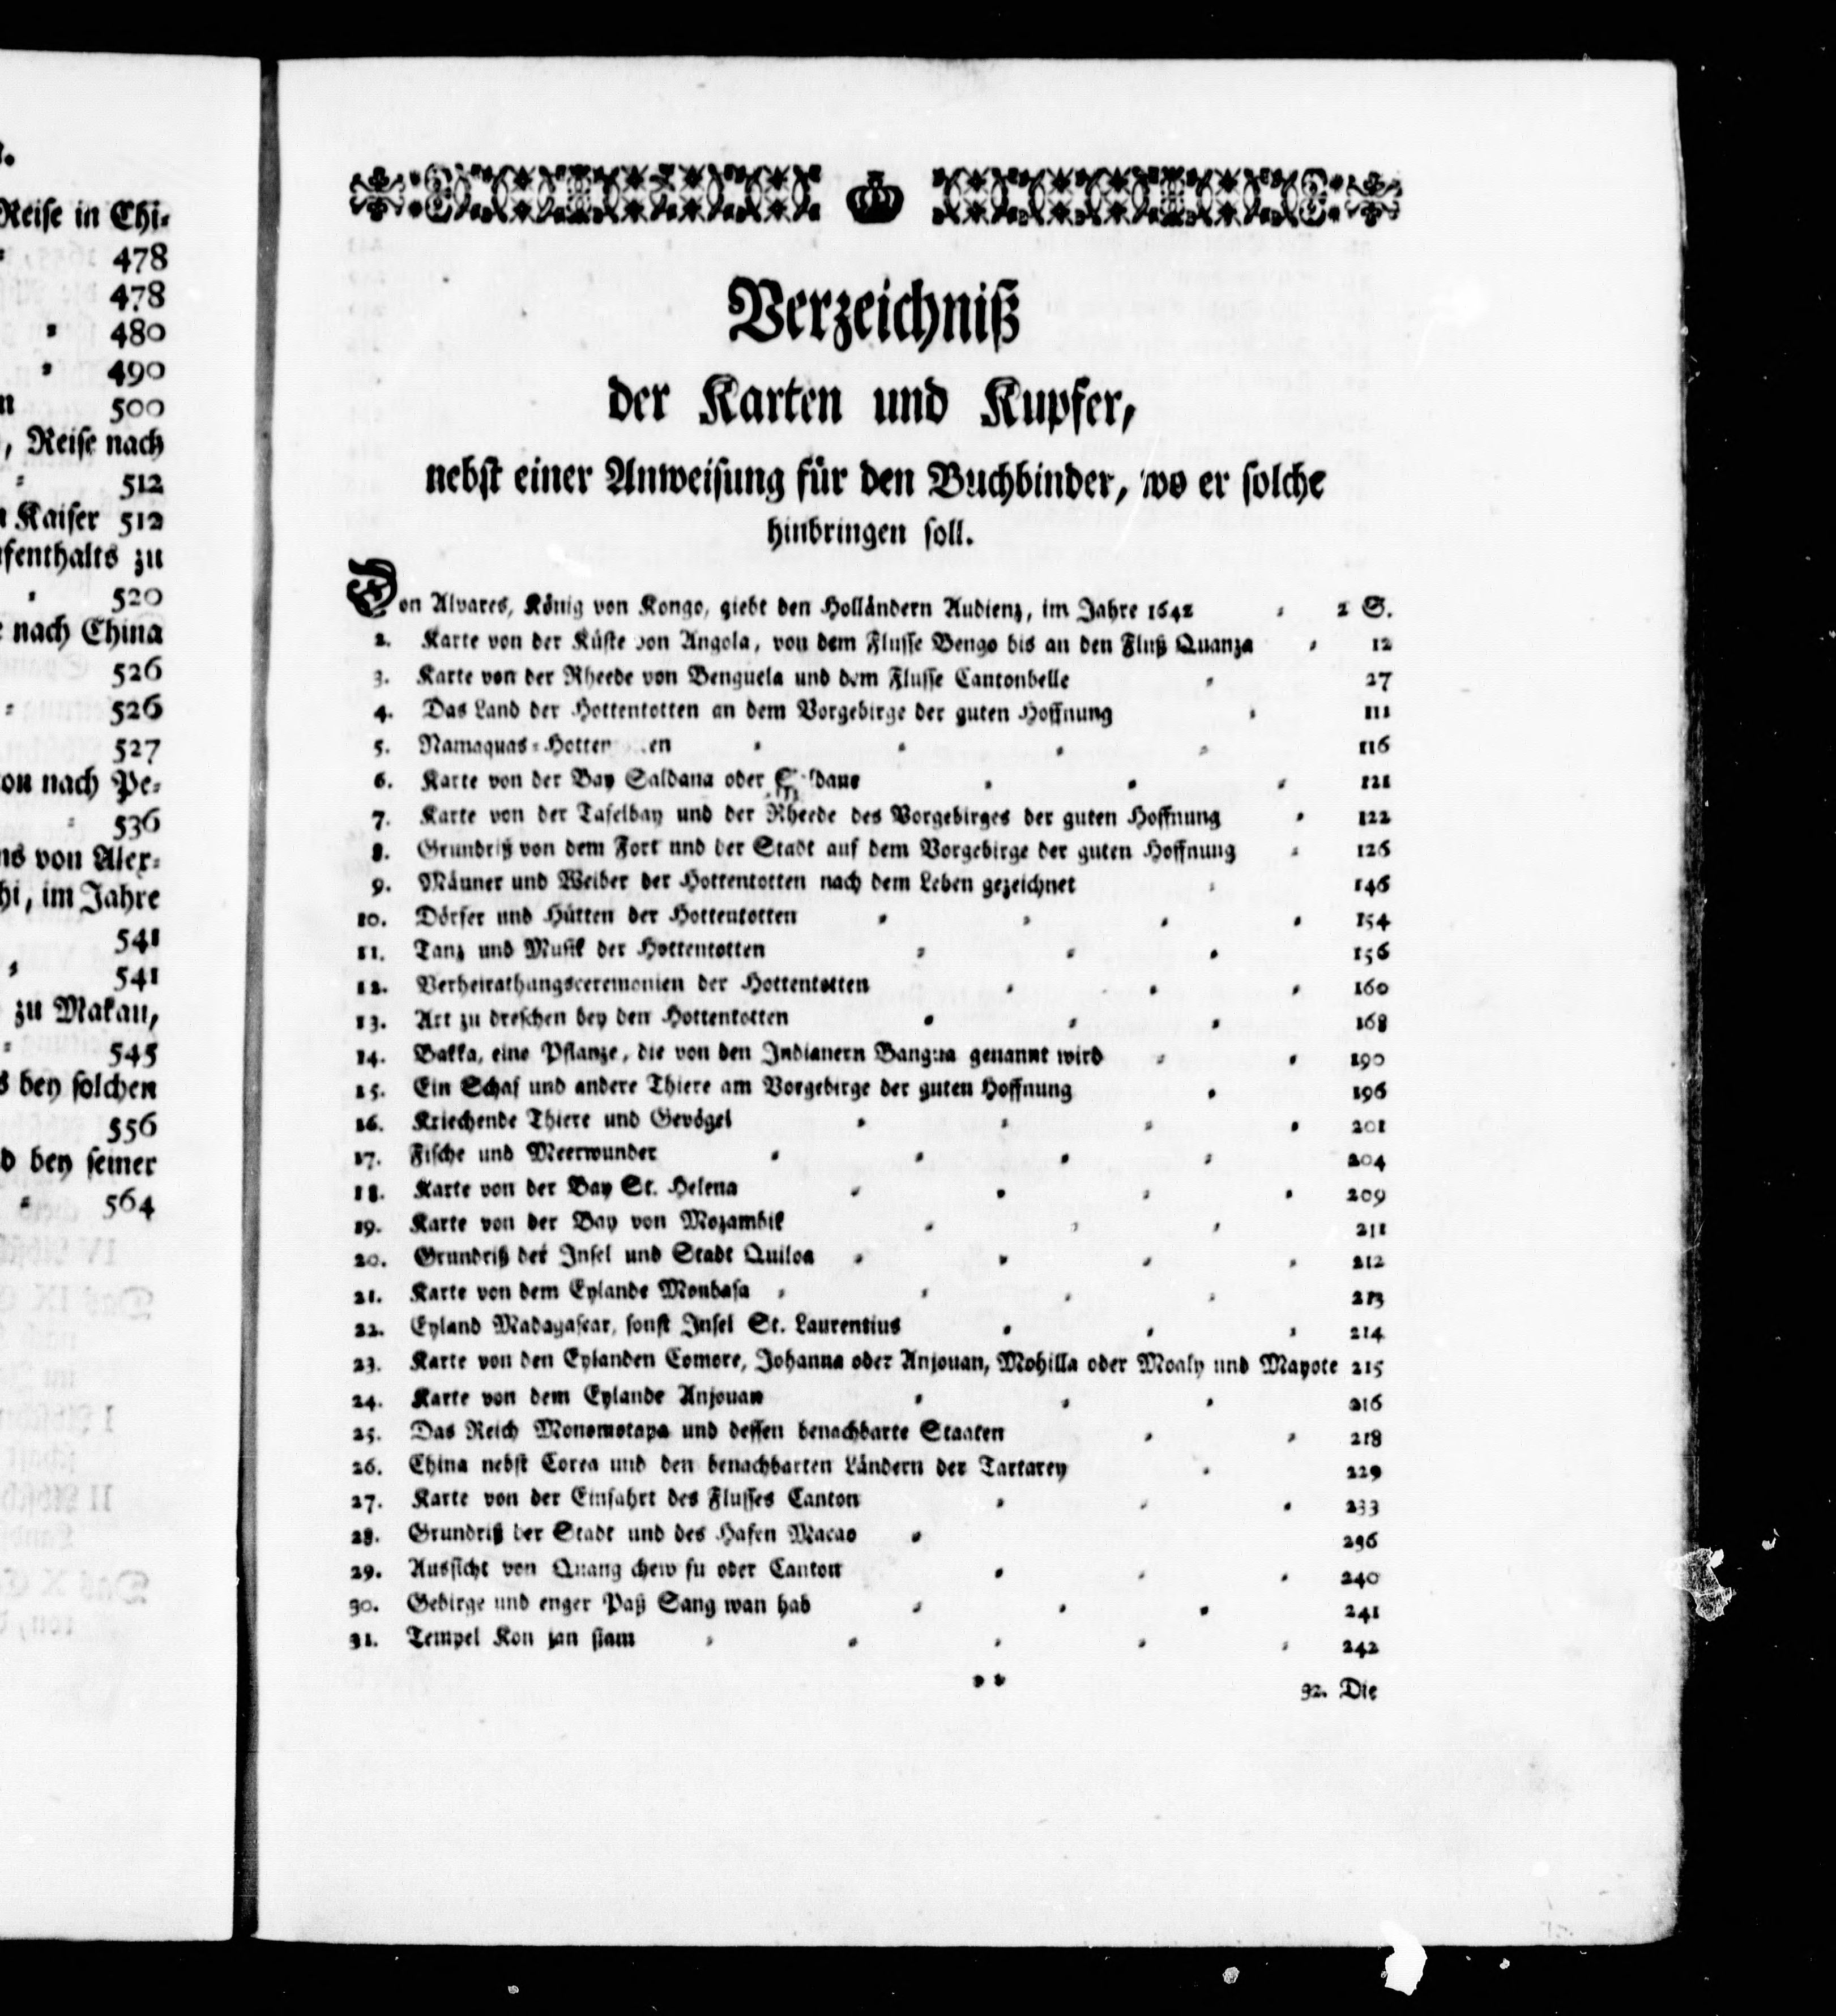 Reise in Chi⸗
478
478
480
490
500
, Reise nach
512
Kaiser 512
520
nach China
526
526
527
nach Pe⸗
536
von Alex⸗
, im Jahre
541
541
zu Makau,
545
bey solchen
556
bey seiner
564
Verzeichniß
der Karten und Kupfer,
nebst einer Anweisung für den Buchbinder, wo er solche
hinbringen soll.
Don Alvares, König von Kongo, giebt den Holländern Audienz, im Jahre 1642 2 S.
2. Karte von der Küste von Angola, von dem Flusse Bengo bis an den Fluß Quanza 12
3. Karte von der Rheede von Benguela und dem Flusse Cantonbelle 27
4. Das Land der Hottentotten an dem Vorgebirge der guten Hoffnung 111
5. Namaquas⸗ 116
6. Karte von der Bay Saldana oder 121
7. Karte von der Tafelbay und der Rheede des Vorgebirges der guten Hoffnung 122
8. Grundriß von dem Fort und der Stadt auf dem Vorgebirge der guten Hoffnung 126
9. Männer und Weiber der Hottentotten nach dem Leben gezeichnet 146
10. Dörfer und Hütten der Hottentotten 154
11. Tanz und Musik der Hottentotten 156
12. Verheirathungsceremonien der Hottentotten 160
13. Art zu dreschen bey den Hottentotten 168
14. Bakka, eine Pflanze, die von den Indianern Bangua genannt wird 190
15. Ein Schaf und andere Thiere am Vorgebirge der guten Hoffnung 196
16. Kriechende Thiere und Gevögel 201
17. Fische und Meerwunder 204
18. Karte von der Bay St. Helena 209
19. Karte von der Bay von Mozambik 211
20. Grundriß der Insel und Stadt Quiloa 212
21. Karte von dem Eylande Monbasa 213
22. Eyland Madagascar, sonst Insel St. Laurentius 214
23. Karte von den Eylanden Comore, Johanna oder Anjouan, Mohilla oder Moaly und Mayote 215
24. Karte von dem Eylande Anjouan 216
25. Das Reich Monomotapa und dessen benachbarte Staaten 218
26. China nebst Corea und den benachbarten Ländern der Tartarey 229
27. Karte von der Einfahrt des Flusses Canton 233
28. Grundriß der Stadt und des Hafen Macao 236
29. Aussicht von Quang chew fu oder Canton 240
30. Gebirge und enger Paß Sang wan hab 241
31. Tempel Kon jan siam 242
32. Die